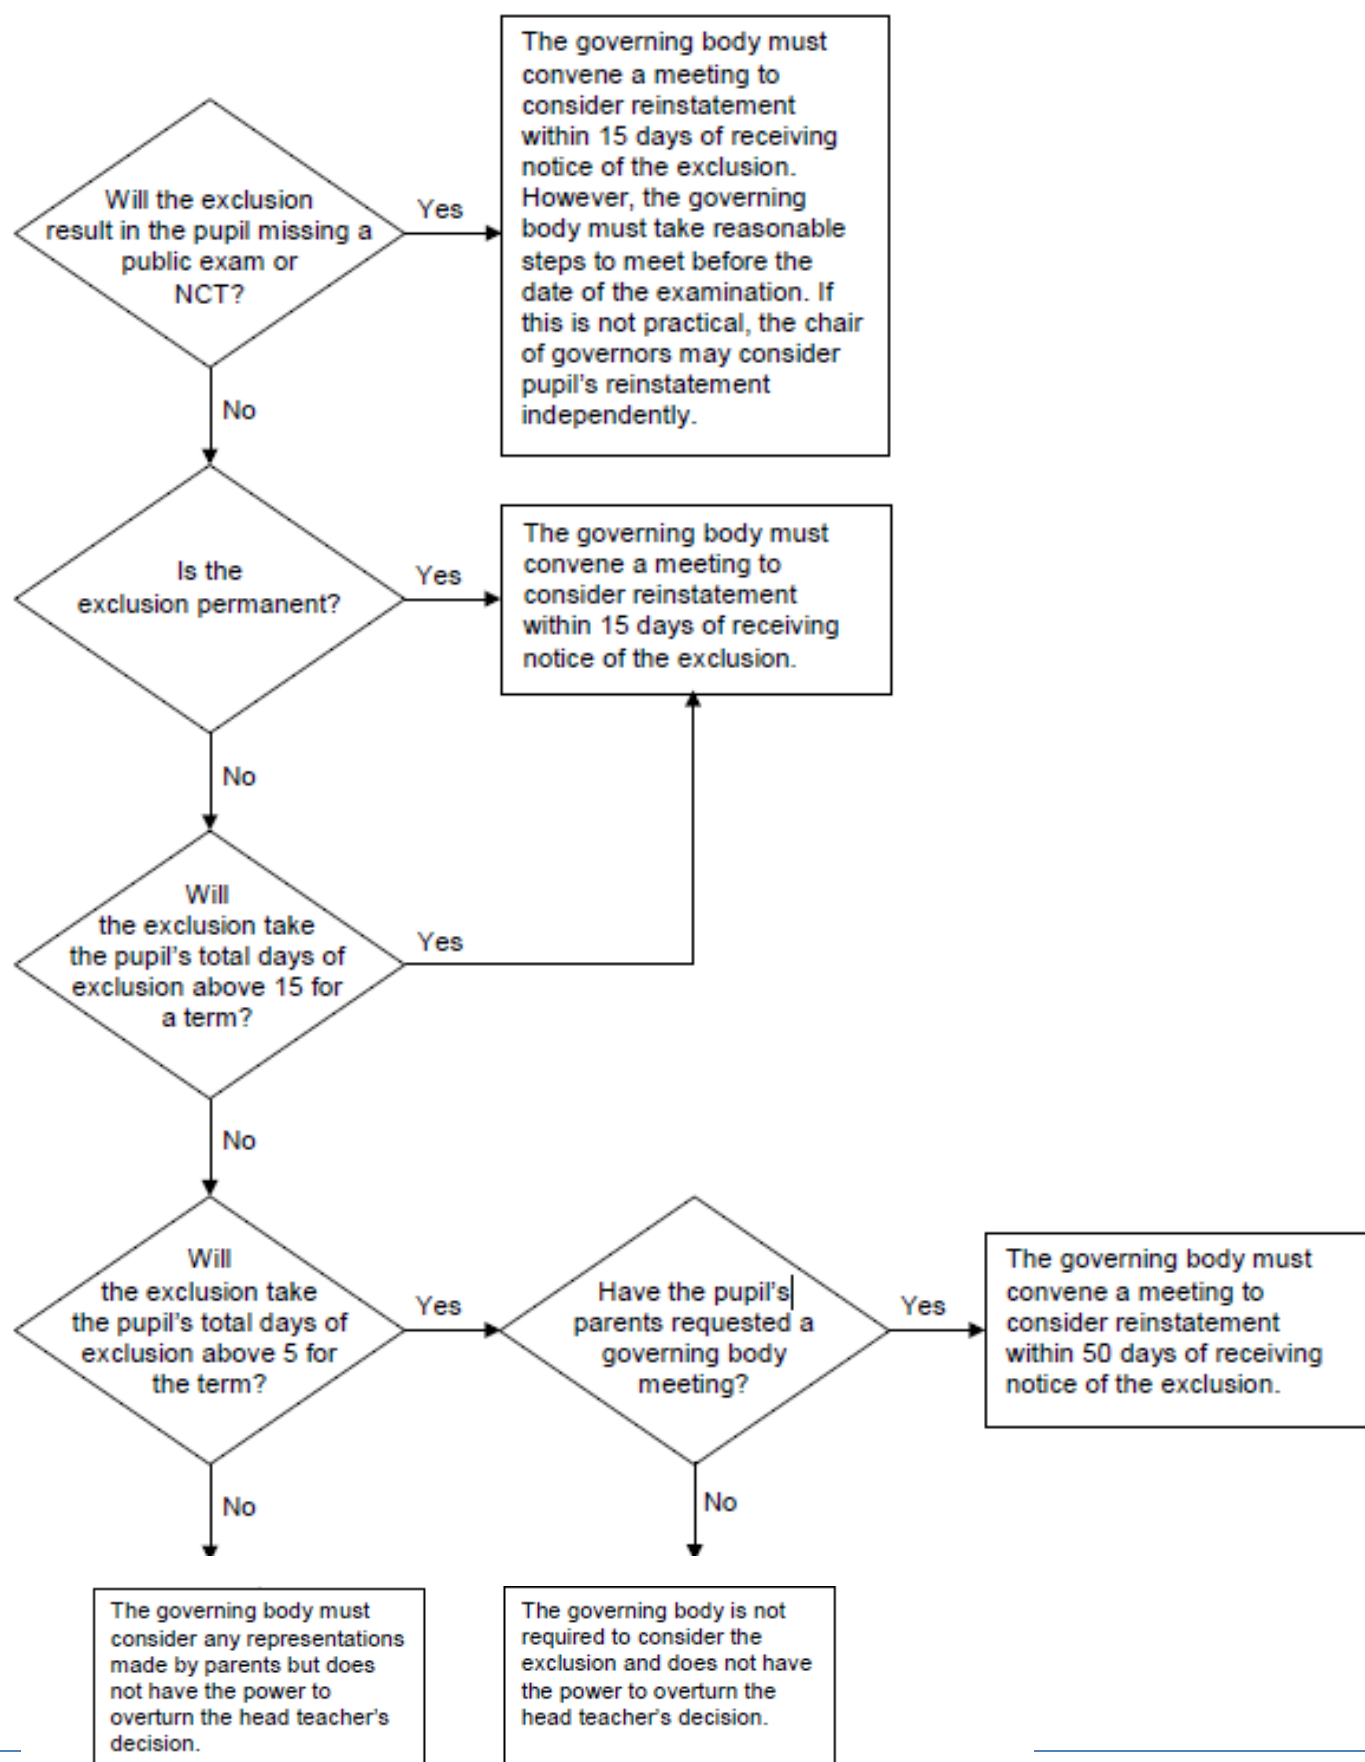 The governing body must
convene a meeting to
consider reinstatement
within 15 days of receiving
notice of the exclusion.
However, the governing
body must take reasonable
steps to meet before the
date of the examination. If
this is not practical, the chair
of governors may consider
pupil's reinstatement
independently.
Will the exclusion
result in the pupil missing a
public exam or
NCT?
Yes
No
Is the
exclusion permanent?
Yes
The governing body must
convene a meeting to
consider reinstatement
within 15 days of receiving
notice of the exclusion.
No
Will
the exclusion take
the pupil's total days of
exclusion above 15 for
a term?
Yes
No
Will
the exclusion take
the pupil's total days of
exclusion above 5 for
the term?
Yes
Have the pupil's
parents requested a
governing body
meeting?
Yes
The governing body must
convene a meeting to
consider reinstatement
within 50 days of receiving
notice of the exclusion.
No
No
The governing body must
consider any representations
made by parents but does
not have the power to
overturn the head teacher's
decision.
The governing body is not
required to consider the
exclusion and does not have
the power to overturn the
head teacher's decision.